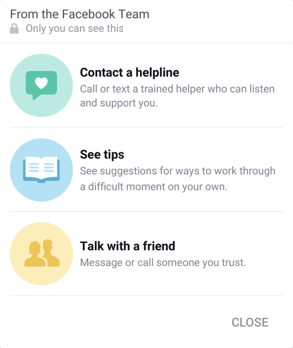 From the Facebook Team
Only you can see this
Contact a helpline
Call or text a trained helper who can listen
and support you.
See tips
See suggestions for ways to work through
a difficult moment on your own.
Talk with a friend
Message or call someone you trust.
CLOSE